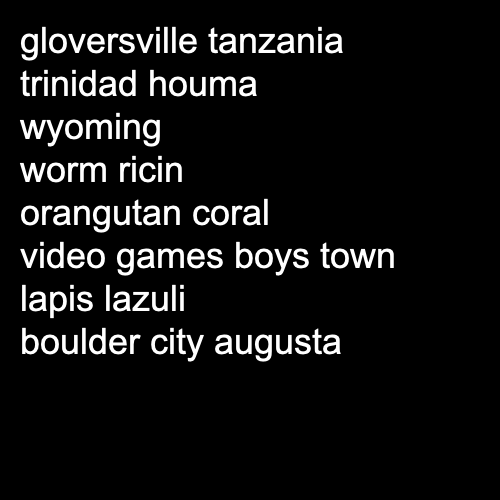 gloversville tanzania
trinidad houma
wyoming
worm ricin
orangutan coral
video games boys town
lapis lazuli
boulder city augusta